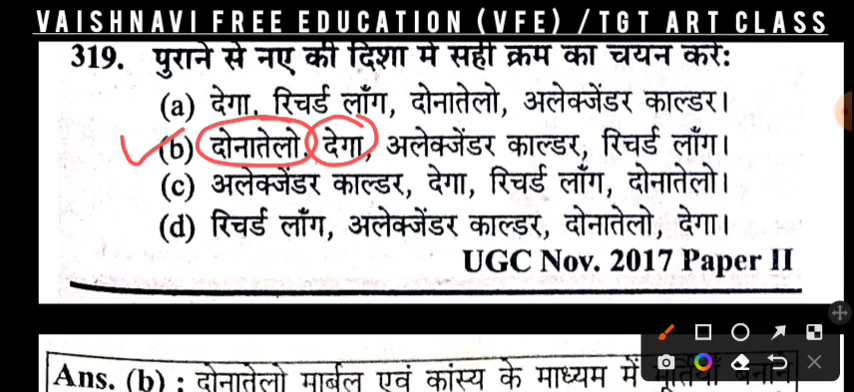 VAISHNAVI FREE EDUCATION (VFE) / TGT ART CLASS
319. पुराने से नए की दिशा में सही क्रम का चयन करें:
(a) देगा, रिचर्ड लाँग, दोनातेलो, अलेक्जेंडर काल्डर।
(b) दोनातेलो, देगा, अलेक्जेंडर काल्डर, रिचर्ड लाँग।
(c) अलेक्जेंडर काल्डर, देगा, रिचर्ड लाँग, दोनातेलो।
(d) रिचर्ड लाँग, अलेक्जेंडर काल्डर, दोनातेलो, देगा।
UGC Nov. 2017 Paper II
Ans. (b) : दोनातेलो मार्बल एवं कांस्य के माध्यम में